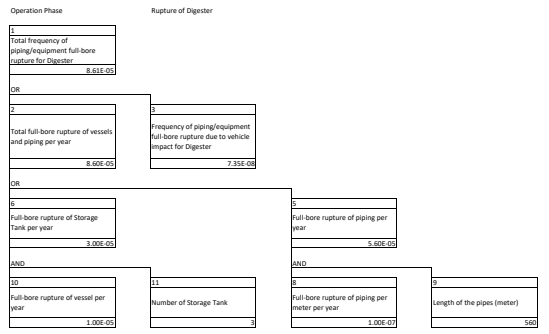 Operation Phase
Rupture of Digester
1
Total frequency of
piping/equipment full-bore
rupture for Digester
8.61E-05
OR
2
Total full-bore rupture of vessels
and piping per year
8.60E-05
3
Frequency of piping/equipment
full-bore rupture due to vehicle
impact for Digester
7.35E-08
OR
6
Full-bore rupture of Storage
Tank per year
3.00E-05
5
Full-bore rupture of piping per
year
5.60E-05
AND
AND
10
Full-bore rupture of vessel per
year
1.00E-05
11
Number of Storage Tank
3
8
Full-bore rupture of piping per
meter per year
1.00E-07
9
Length of the pipes (meter)
560